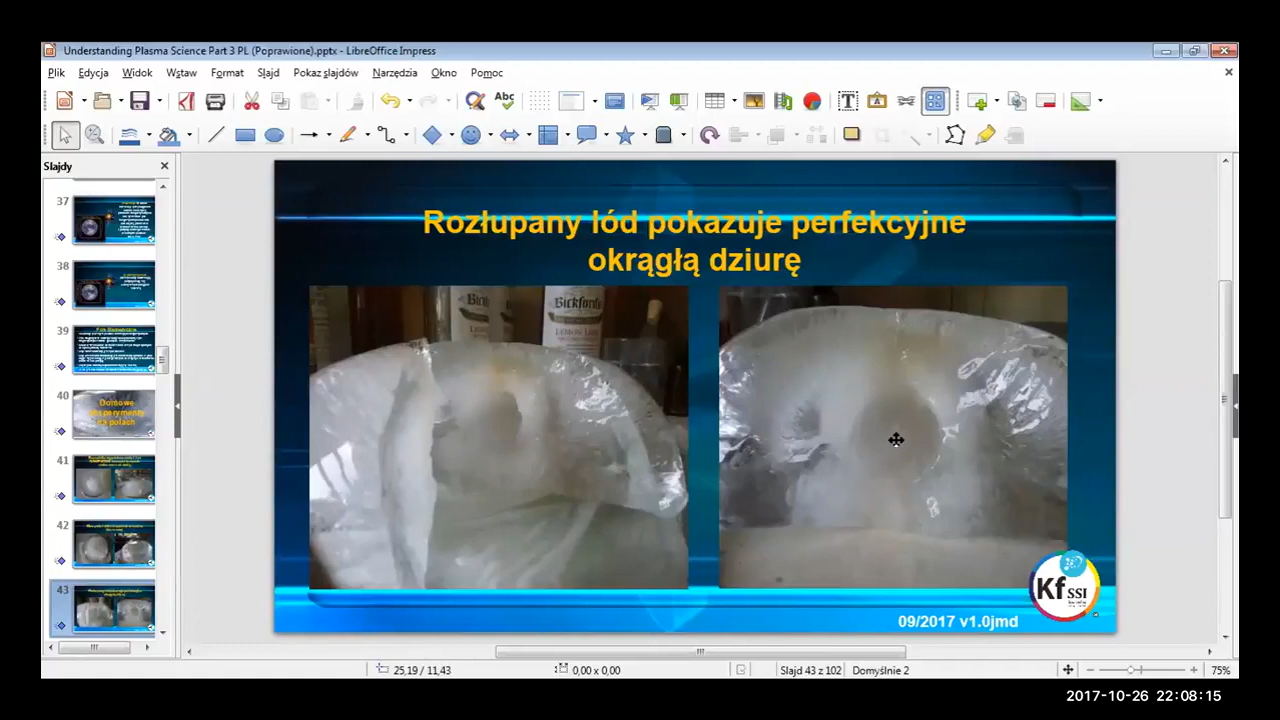 Understanding Plasma Science Part 3 PL (Poprawione).pptx - LibreOffice Impress
Plik Edycja Widok Wstaw Format Slajd Pokaz slajdów Narzędzia Okno Pomoc
Abc
Slajdy
37
38
39
40
Domowe
eksperymenty
na polach
41
42
43
Rozłupany lód pokazuje perfekcyjne
okrągłą dziurę
Bickford's
LEMON
Kf SSI
09/2017 v1.0jmd
25,19 / 11,43
0,00 x 0,00
Slajd 43 z 102
Domyślnie 2
75%
2017-10-26 22:08:15